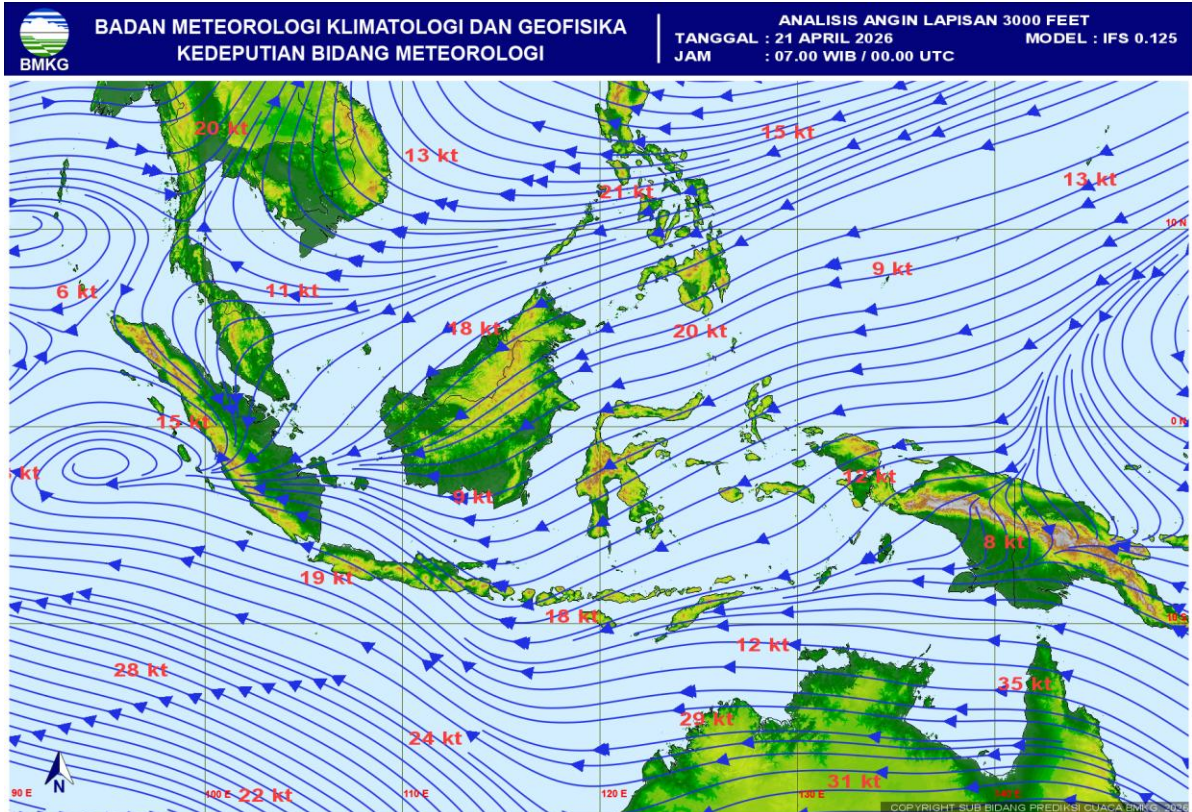 BMKG
BADAN METEOROLOGI KLIMATOLOGI DAN GEOFISIKA
KEDEPUTIAN BIDANG METEOROLOGI
ANALISIS ANGIN LAPISAN 3000 FEET
TANGGAL : 21 APRIL 2026 MODEL : IFS 0.125
JAM : 07.00 WIB / 00.00 UTC
20 kt
15 kt
13 kt
13 kt
21 kt
10 N
9 kt
6 kt
11 kt
18 kt
20 kt
15 kt
0 N
kt
12 kt
9 kt
8 kt
19 kt
18 kt
12 kt
28 kt
35 kt
29 kt
24 kt
31 kt
22 kt
90 E
100 E
110 E
120 E
130 E
N
COPYRIGHT SUB BIDANG PREDIKSI CUACA BMKG, 2026